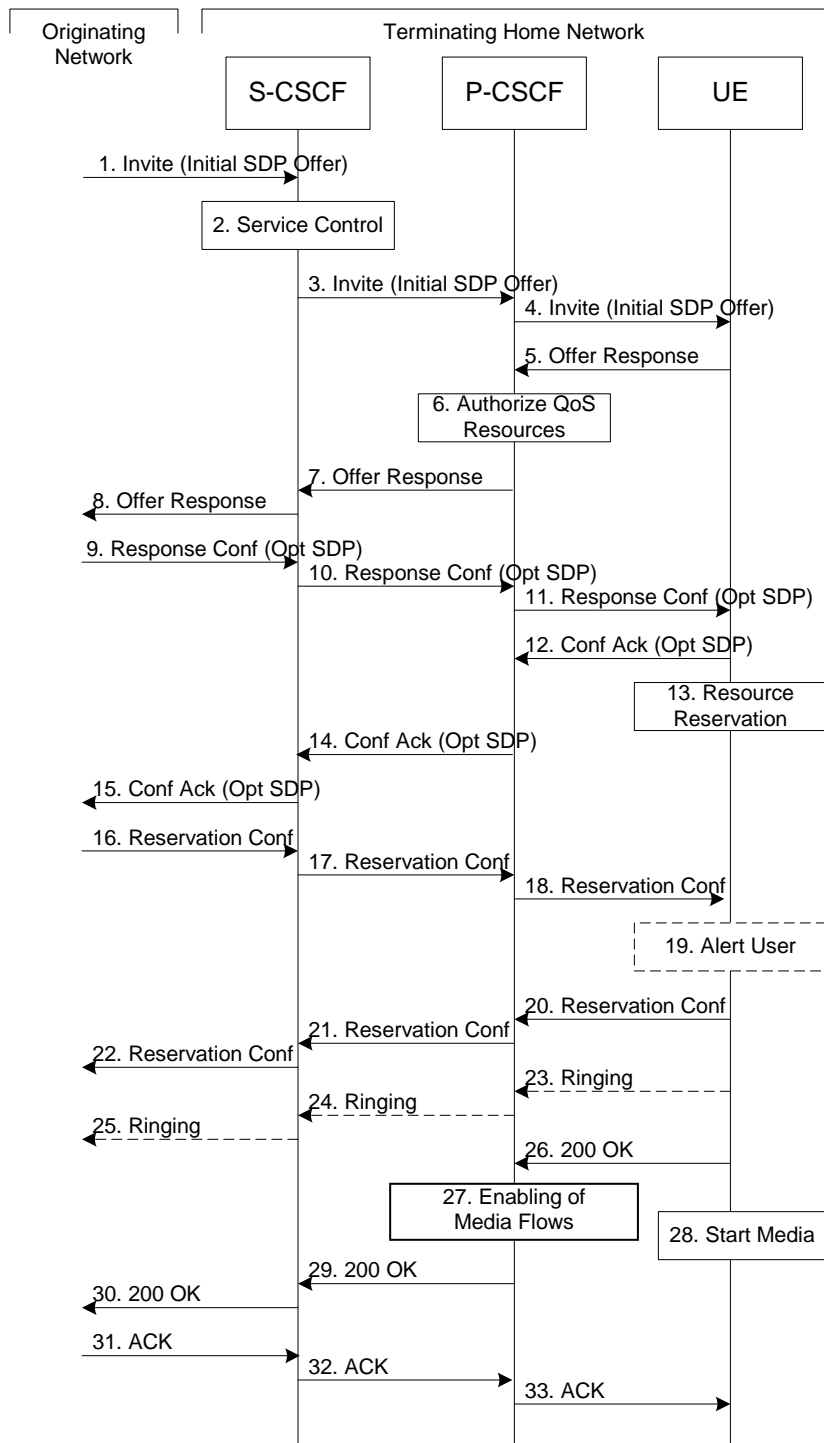 Originating
Network
Terminating Home Network
S-CSCF
P-CSCF
UE
1. Invite (Initial SDP Offer)
2. Service Control
3. Invite (Initial SDP Offer)
4. Invite (Initial SDP Offer)
5. Offer Response
6. Authorize QoS
Resources
7. Offer Response
8. Offer Response
9. Response Conf (Opt SDP)
10. Response Conf (Opt SDP)
11. Response Conf (Opt SDP)
12. Conf Ack (Opt SDP)
13. Resource
Reservation
14. Conf Ack (Opt SDP)
15. Conf Ack (Opt SDP)
16. Reservation Conf
17. Reservation Conf
18. Reservation Conf
19. Alert User
20. Reservation Conf
21. Reservation Conf
22. Reservation Conf
23. Ringing
24. Ringing
25. Ringing
26. 200 OK
27. Enabling of
Media Flows
28. Start Media
29. 200 OK
30. 200 OK
31. ACK
32. ACK
33. ACK